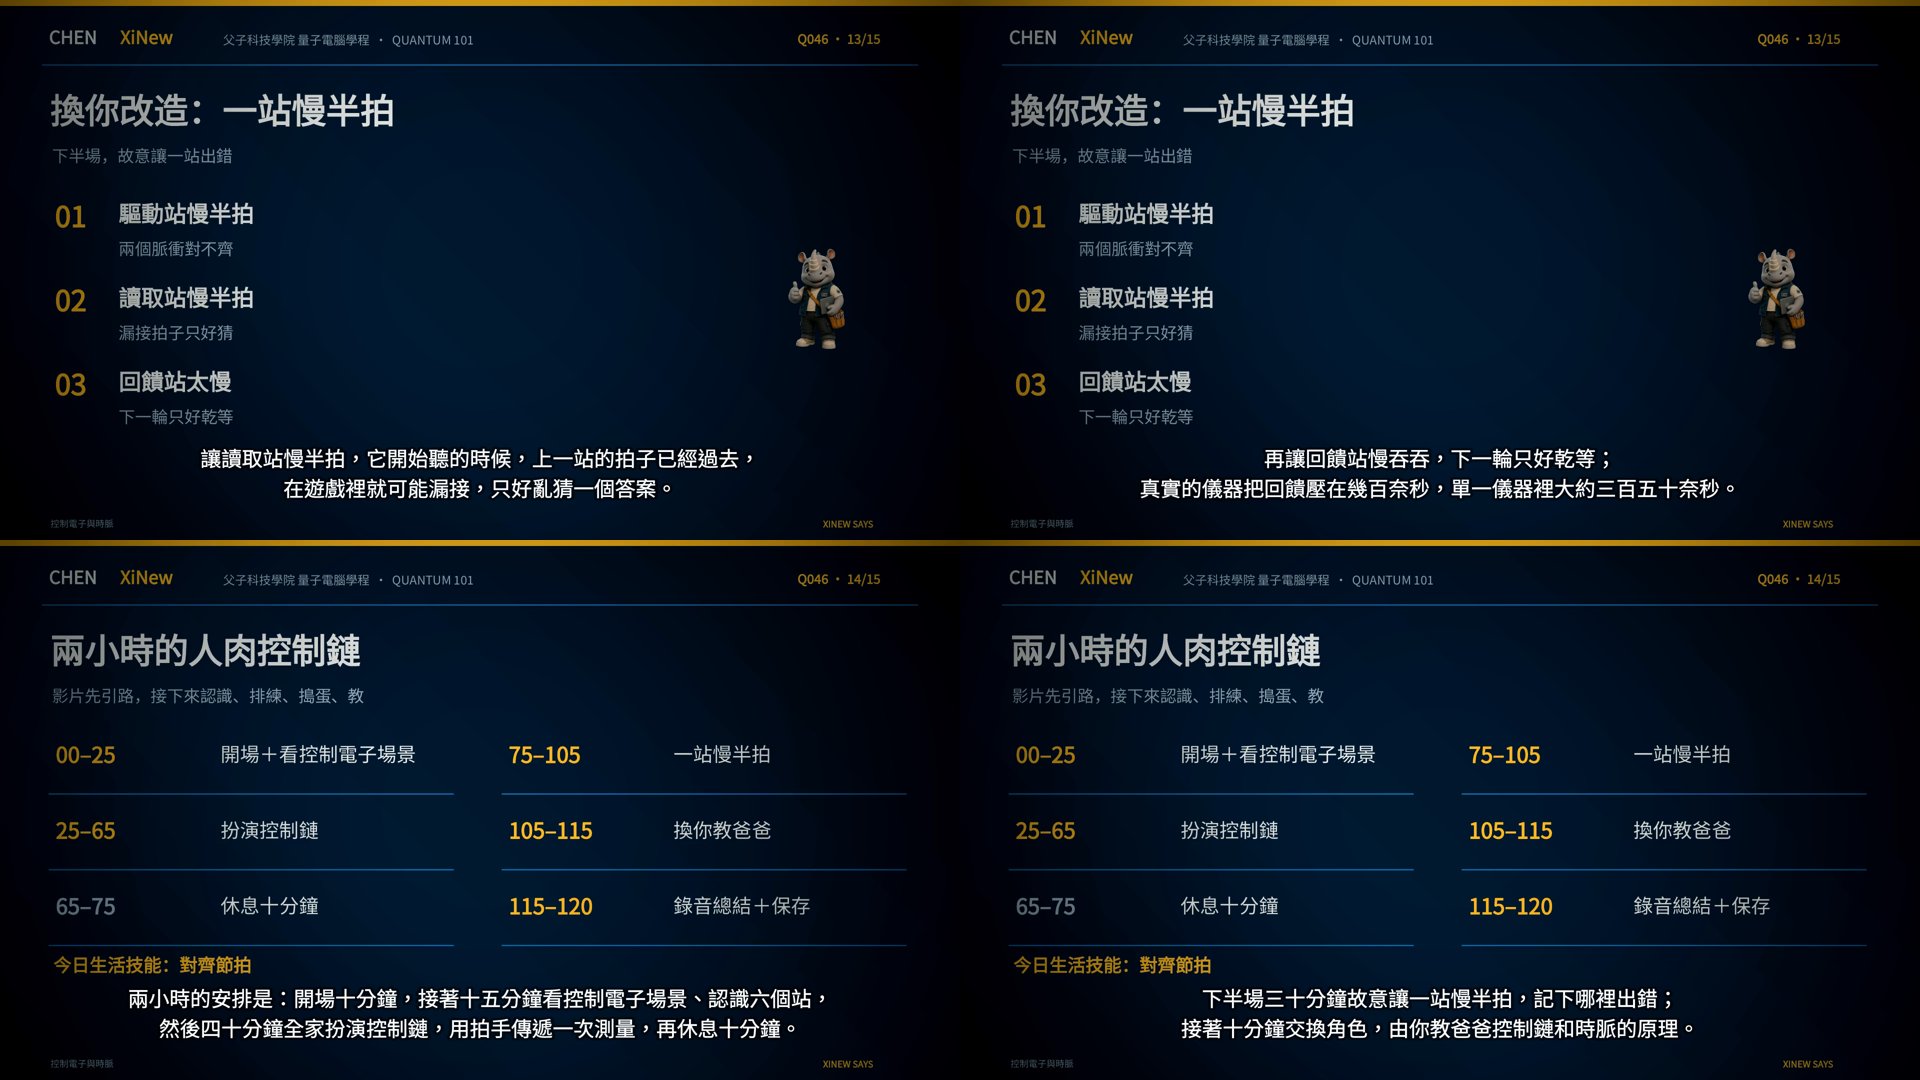 CHEN XiNew 父子科技學院 量子電腦學程 · QUANTUM 101 Q046 · 13/15
換你改造：一站慢半拍
下半場，故意讓一站出錯
01 驅動站慢半拍
兩個脈衝對不齊
02 讀取站慢半拍
漏接拍子只好猜
03 回饋站太慢
下一輪只好乾等
讓讀取站慢半拍，它開始聽的時候，上一站的拍子已經過去，
在遊戲裡就可能漏接，只好亂猜一個答案。
控制電子與時脈 XINEW SAYS
CHEN XiNew 父子科技學院 量子電腦學程 · QUANTUM 101 Q046 · 13/15
換你改造：一站慢半拍
下半場，故意讓一站出錯
01 驅動站慢半拍
兩個脈衝對不齊
02 讀取站慢半拍
漏接拍子只好猜
03 回饋站太慢
下一輪只好乾等
再讓回饋站慢吞吞，下一輪只好乾等；
真實的儀器把回饋壓在幾百奈秒，單一儀器裡大約三百五十奈秒。
控制電子與時脈 XINEW SAYS
CHEN XiNew 父子科技學院 量子電腦學程 · QUANTUM 101 Q046 · 14/15
兩小時的人肉控制鏈
影片先引路，接下來認識、排練、搗蛋、教
00–25 開場＋看控制電子場景 75–105 一站慢半拍
25–65 扮演控制鏈 105–115 換你教爸爸
65–75 休息十分鐘 115–120 錄音總結＋保存
今日生活技能：對齊節拍
兩小時的安排是：開場十分鐘，接著十五分鐘看控制電子場景、認識六個站，
然後四十分鐘全家扮演控制鏈，用拍手傳遞一次測量，再休息十分鐘。
控制電子與時脈 XINEW SAYS
CHEN XiNew 父子科技學院 量子電腦學程 · QUANTUM 101 Q046 · 14/15
兩小時的人肉控制鏈
影片先引路，接下來認識、排練、搗蛋、教
00–25 開場＋看控制電子場景 75–105 一站慢半拍
25–65 扮演控制鏈 105–115 換你教爸爸
65–75 休息十分鐘 115–120 錄音總結＋保存
今日生活技能：對齊節拍
下半場三十分鐘故意讓一站慢半拍，記下哪裡出錯；
接著十分鐘交換角色，由你教爸爸控制鏈和時脈的原理。
控制電子與時脈 XINEW SAYS